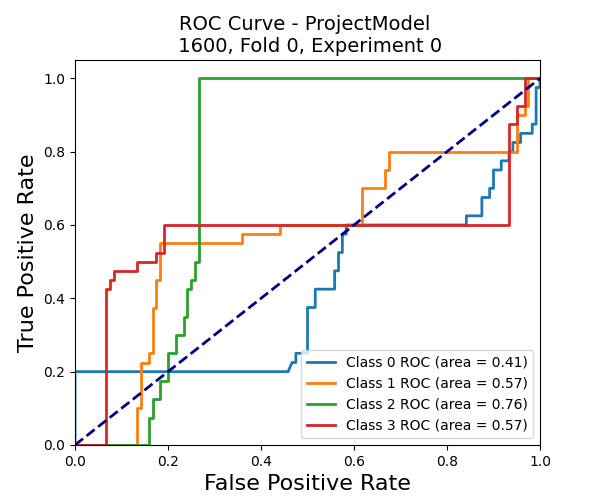 ROC Curve - ProjectModel
1600, Fold 0, Experiment 0
True Positive Rate
1.0
0.8
0.6
0.4
0.2
0.0
Class 0 ROC (area = 0.41)
Class 1 ROC (area = 0.57)
Class 2 ROC (area = 0.76)
Class 3 ROC (area = 0.57)
0.0 0.2 0.4 0.6 0.8 1.0
False Positive Rate